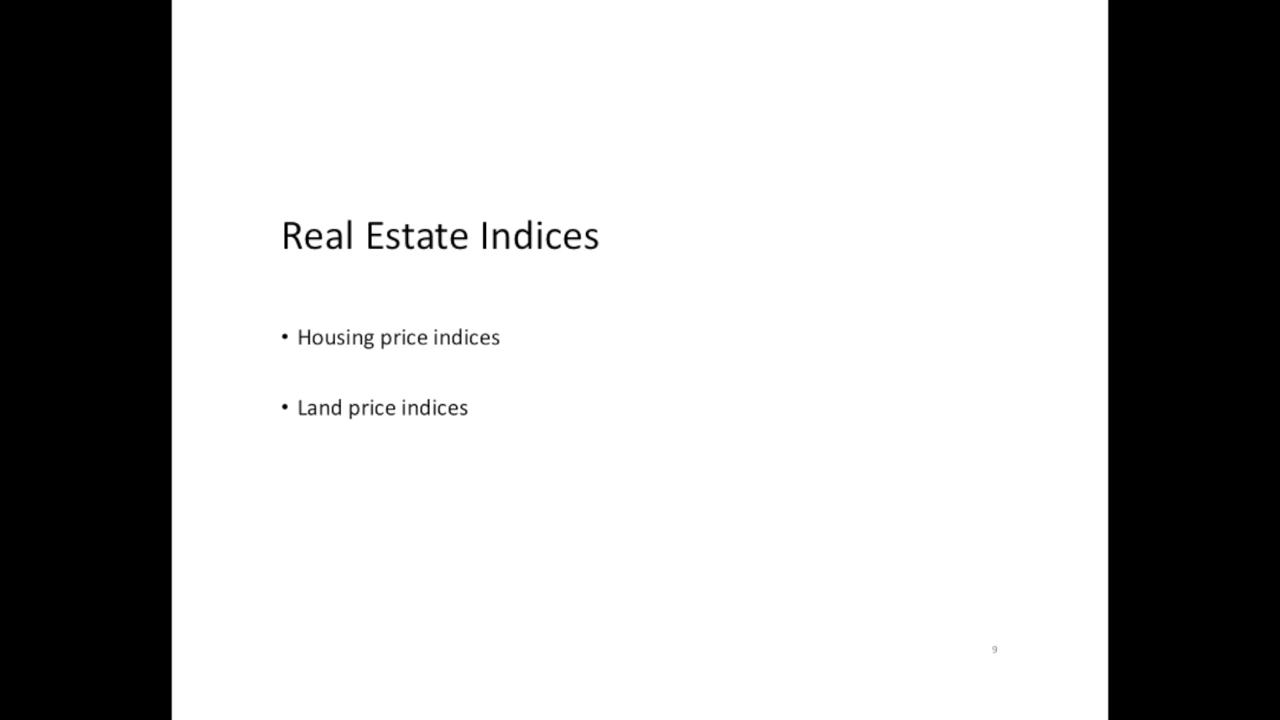 Real Estate Indices
• Housing price indices
• Land price indices
9